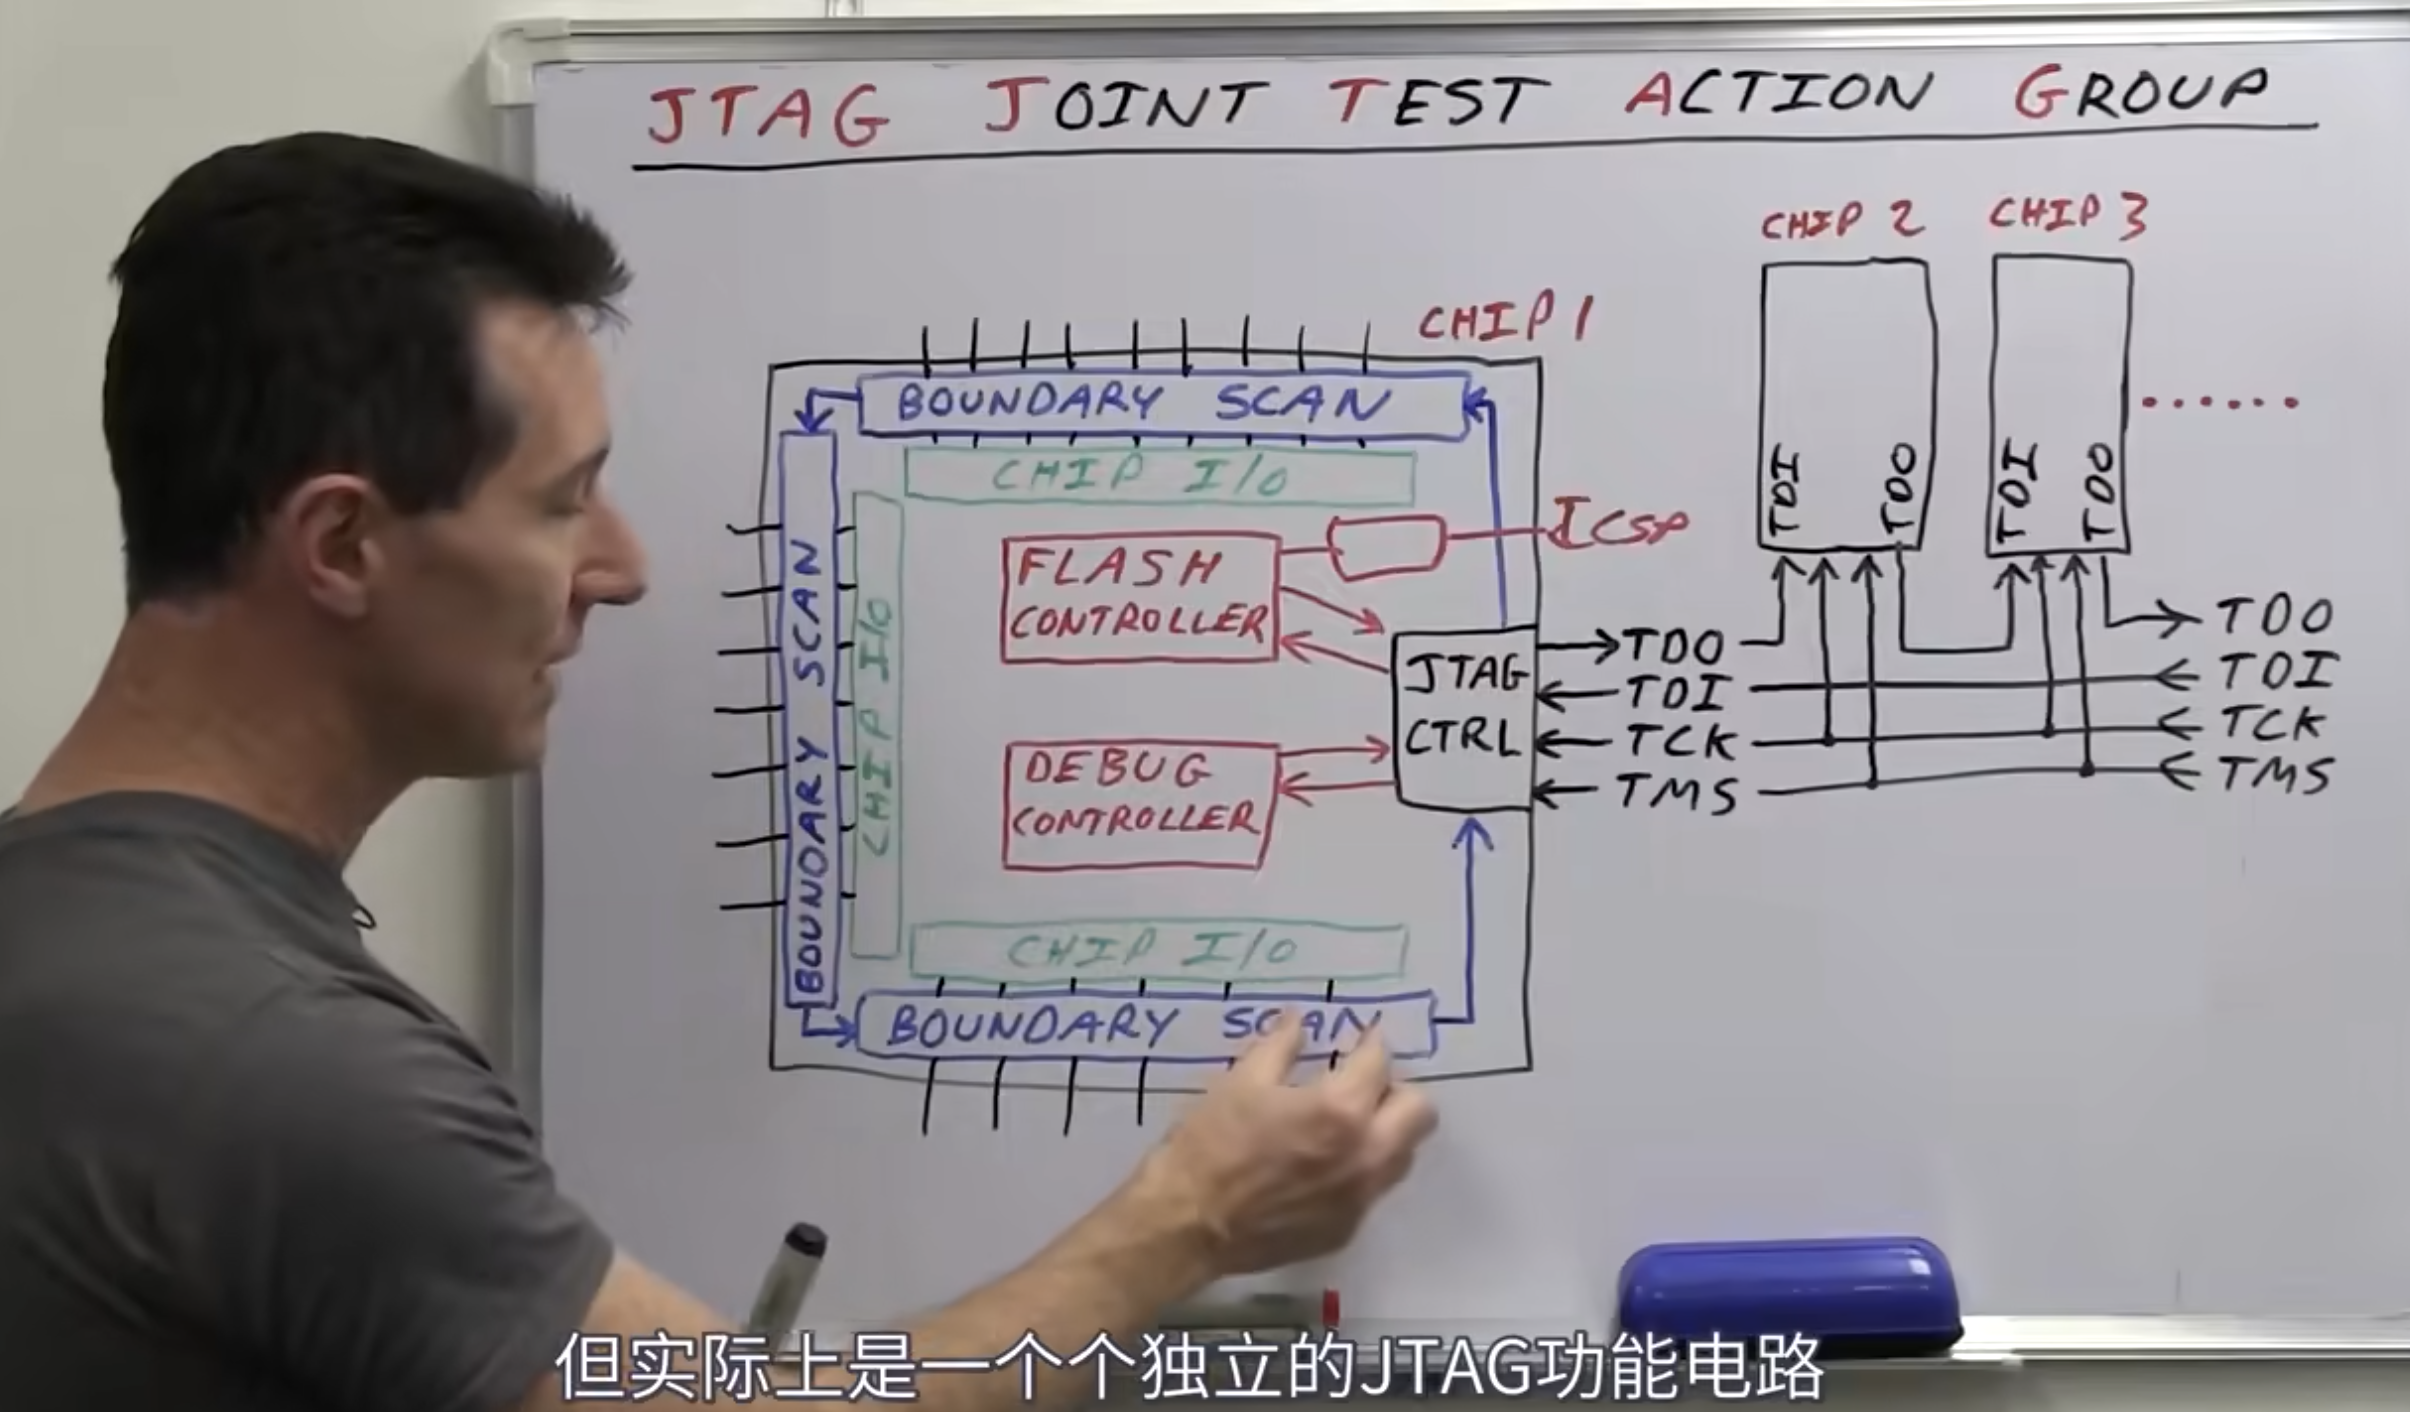 JTAG JOINT TEST ACTION GROUP
CHIP 1
CHIP 2
CHIP 3
BOUNDARY SCAN
CHIP I/O
BOUNDARY SCAN
CHIP I/O
FLASH
CONTROLLER
ICSP
DEBUG
CONTROLLER
JTAG
CTRL
CHIP I/O
BOUNDARY SCAN
TDO
TDI
TCK
TMS
TDI
TDO
TDI
TDO
......
TDO
TDI
TCK
TMS
但实际上是一个个独立的JTAG功能电路